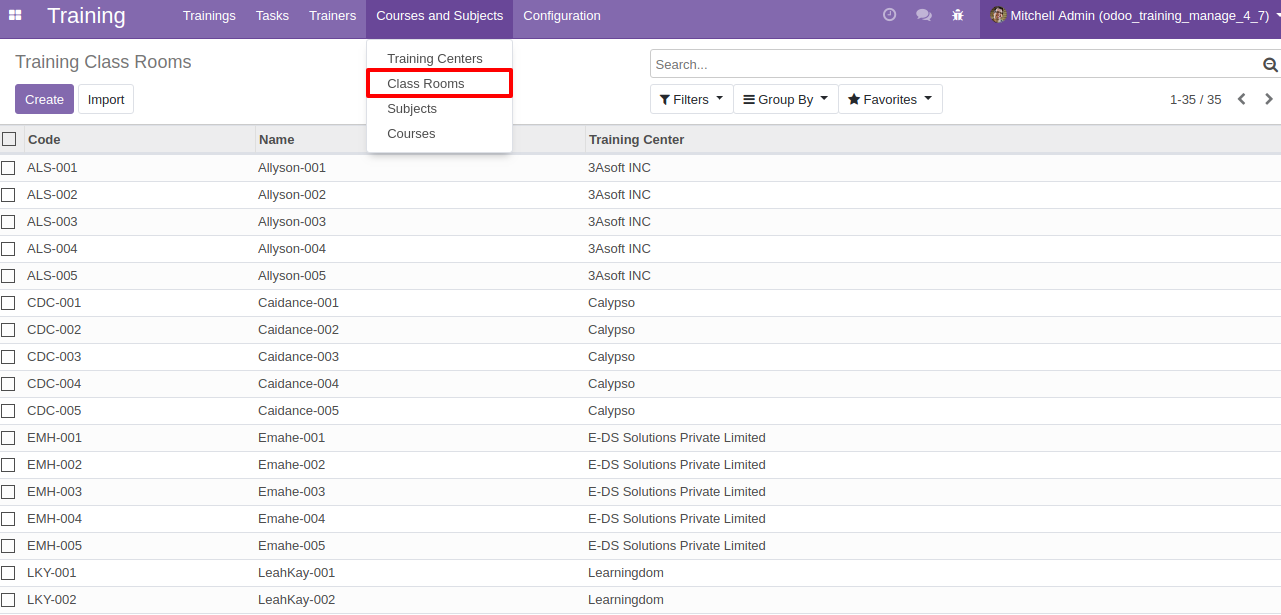 Training Trainings Tasks Trainers Courses and Subjects Configuration Mitchell Admin (odoo_training_manage_4_7)
Training Centers
Class Rooms
Subjects
Courses
Training Class Rooms
Search...
Create Import
Filters Group By Favorites 1-35 / 35
Code Name Training Center
ALS-001 Allyson-001 3Asoft INC
ALS-002 Allyson-002 3Asoft INC
ALS-003 Allyson-003 3Asoft INC
ALS-004 Allyson-004 3Asoft INC
ALS-005 Allyson-005 3Asoft INC
CDC-001 Caidance-001 Calypso
CDC-002 Caidance-002 Calypso
CDC-003 Caidance-003 Calypso
CDC-004 Caidance-004 Calypso
CDC-005 Caidance-005 Calypso
EMH-001 Emahe-001 E-DS Solutions Private Limited
EMH-002 Emahe-002 E-DS Solutions Private Limited
EMH-003 Emahe-003 E-DS Solutions Private Limited
EMH-004 Emahe-004 E-DS Solutions Private Limited
EMH-005 Emahe-005 E-DS Solutions Private Limited
LKY-001 LeahKay-001 Learningdom
LKY-002 LeahKay-002 Learningdom